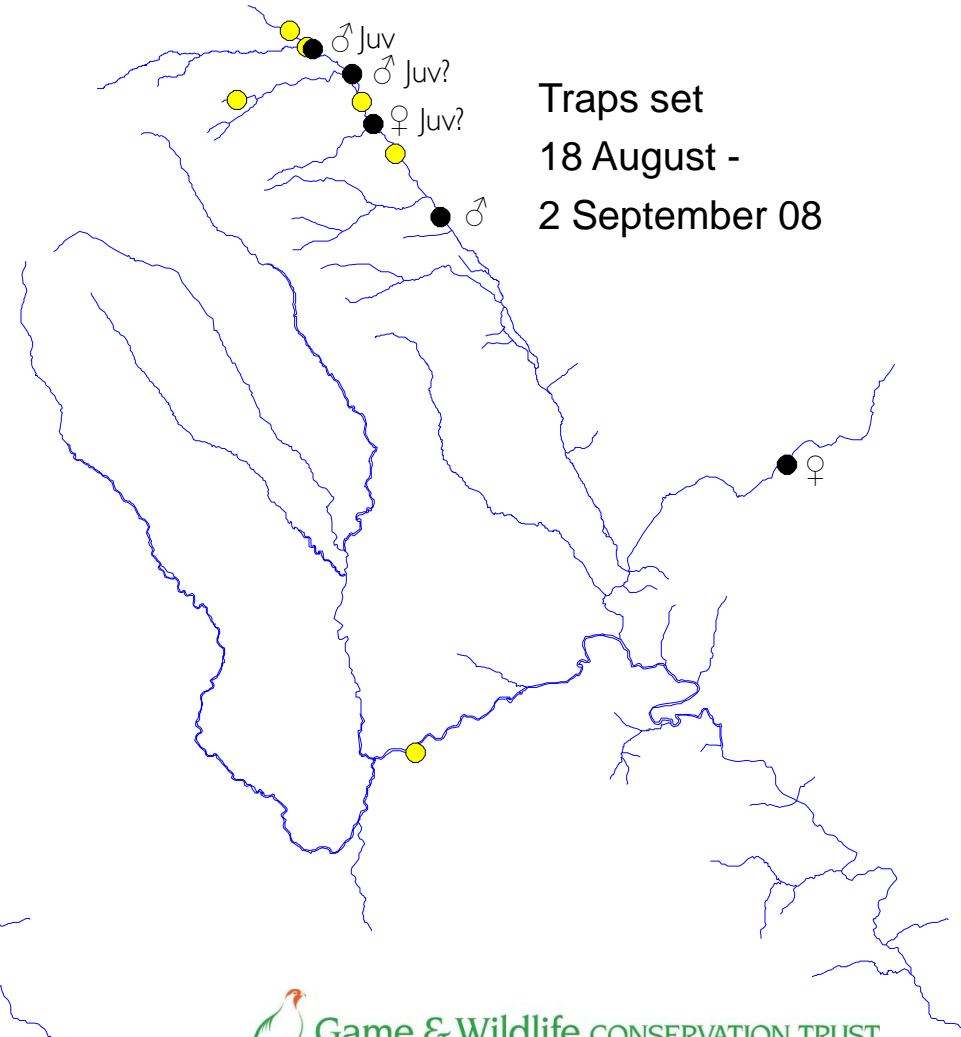 ♂ Juv
♂ Juv?
♀ Juv?
♂
Traps set
18 August -
2 September 08
♀
Game & Wildlife CONSERVATION TRUST